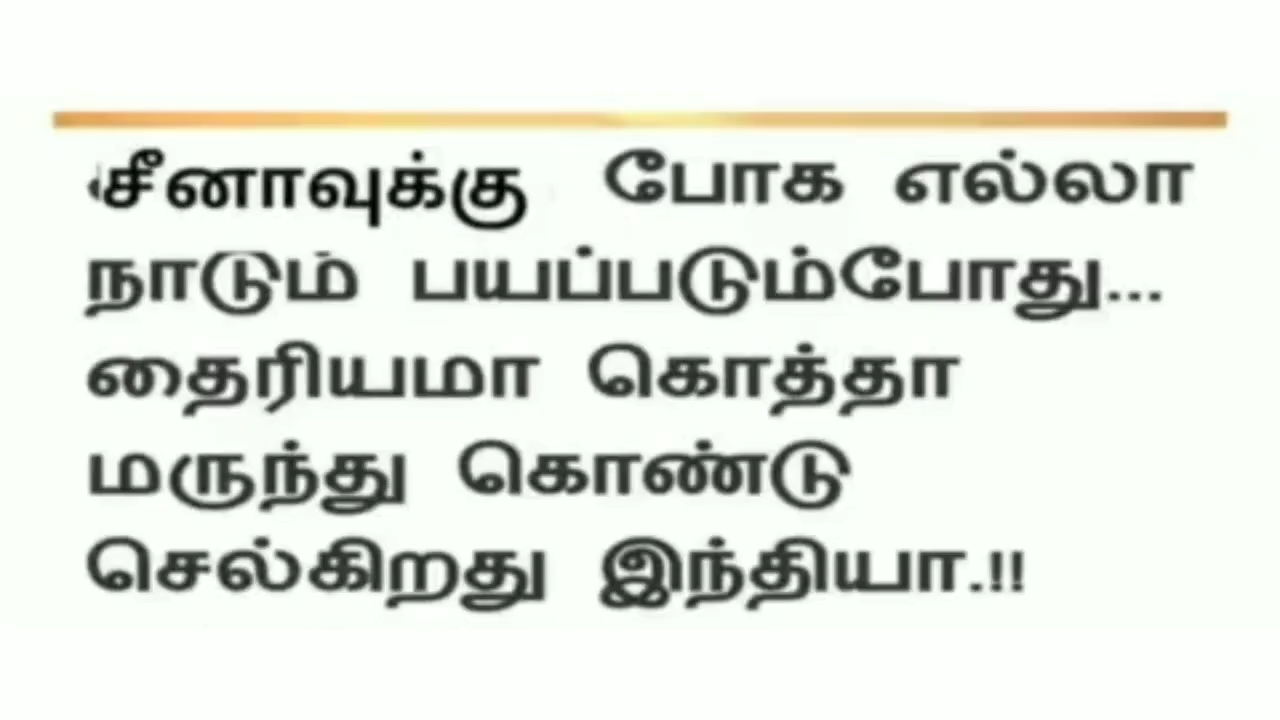 சீனாவுக்கு போக எல்லா
நாடும் பயப்படும்போது...
தைரியமா கொத்தா
மருந்து கொண்டு
செல்கிறது இந்தியா.!!